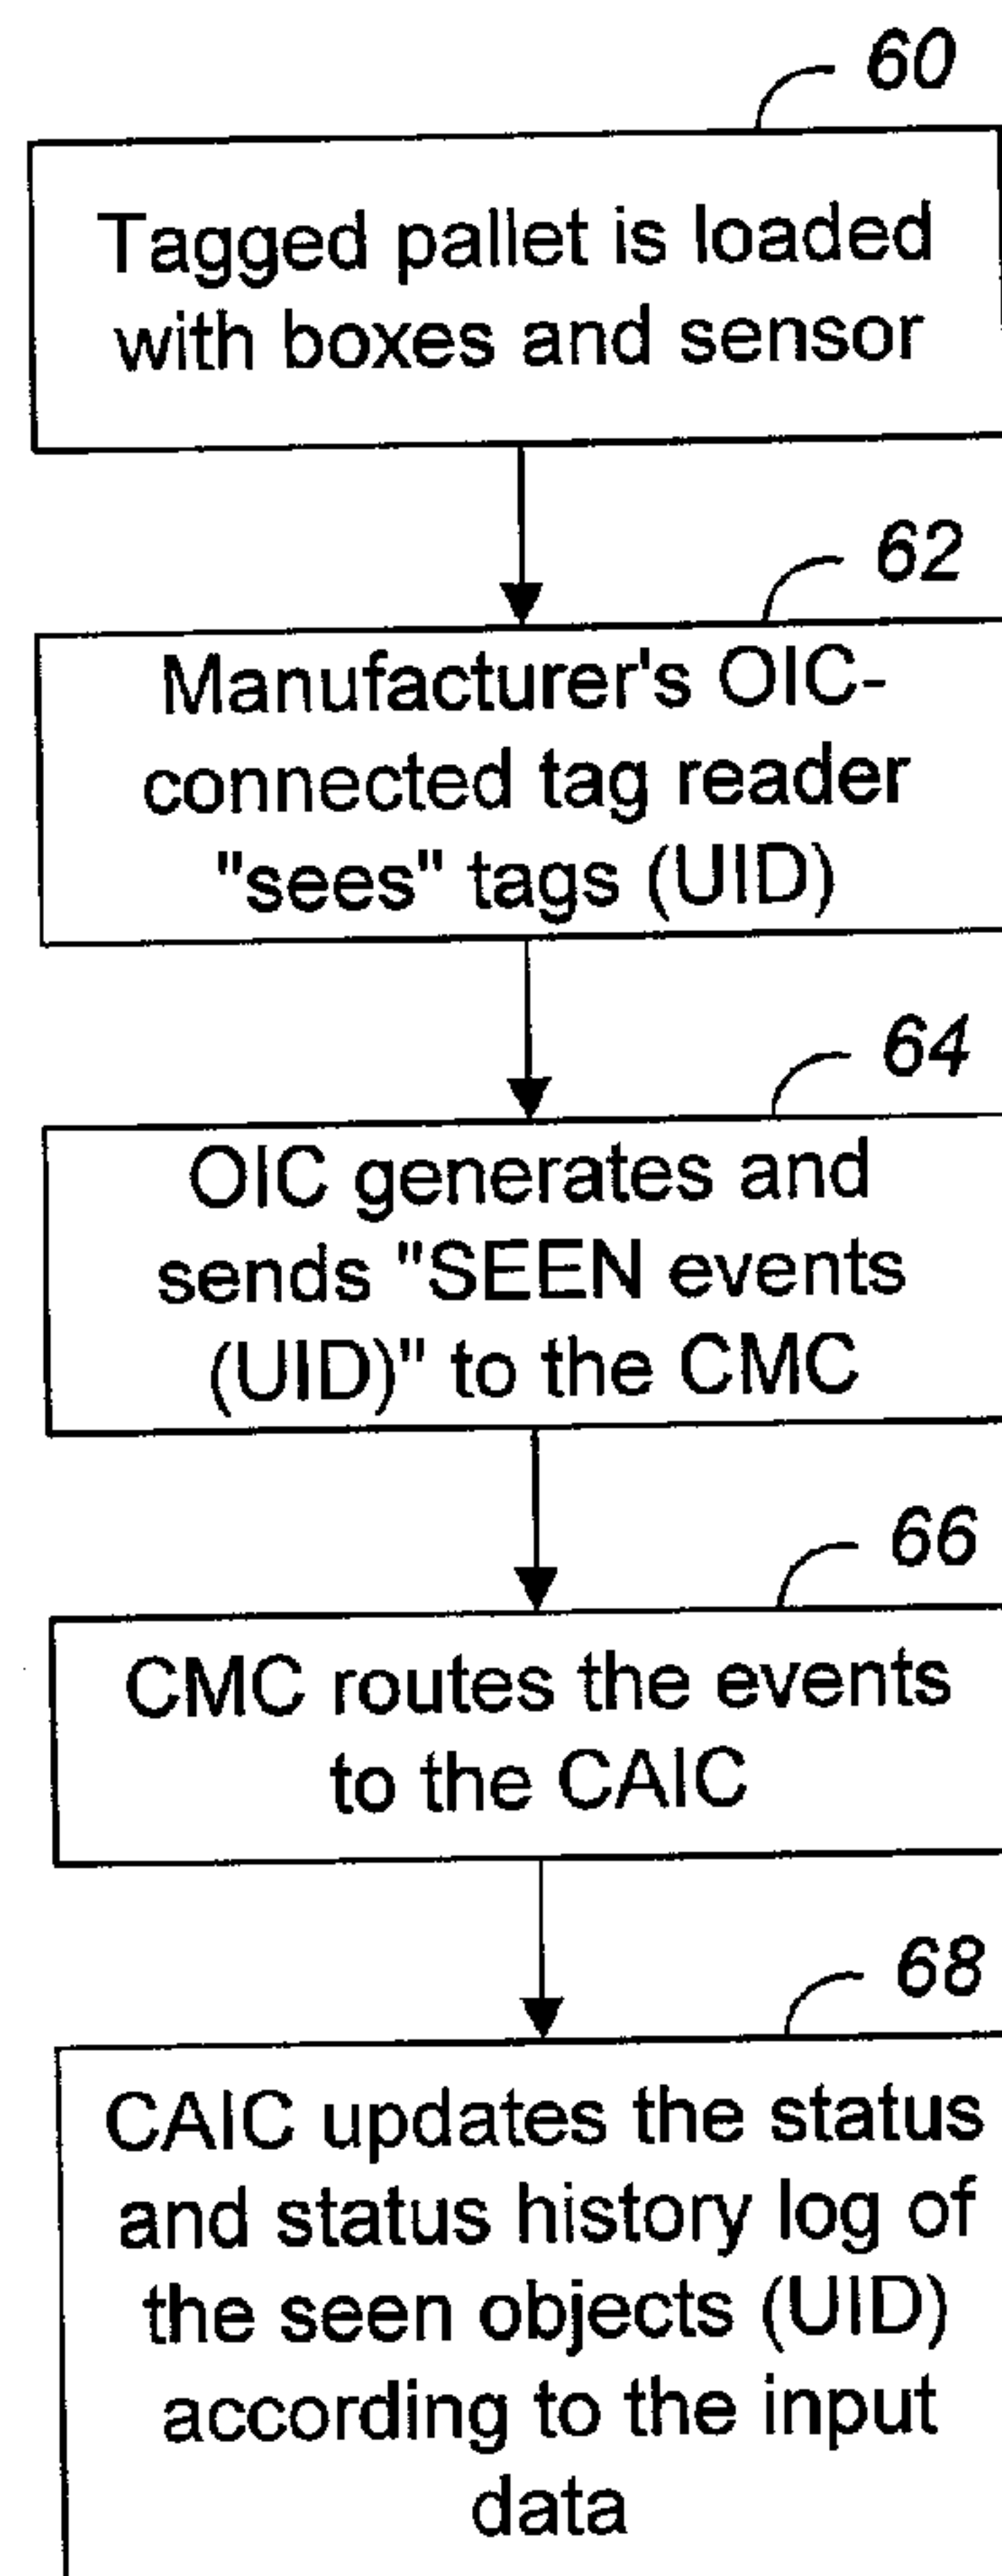 60
Tagged pallet is loaded
with boxes and sensor
62
Manufacturer's OIC-
connected tag reader
"sees" tags (UID)
64
OIC generates and
sends "SEEN events
(UID)" to the CMC
66
CMC routes the events
to the CAIC
68
CAIC updates the status
and status history log of
the seen objects (UID)
according to the input
data